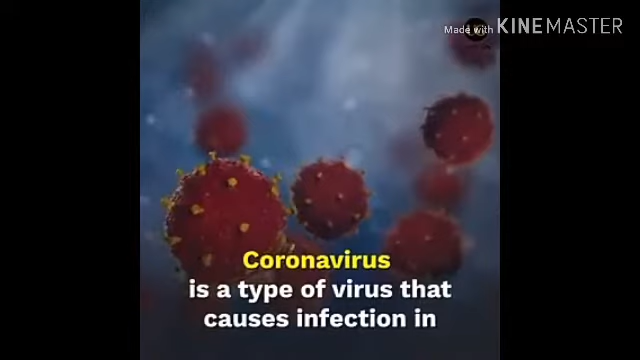 Made with KINEMASTER
Coronavirus
is a type of virus that
causes infection in